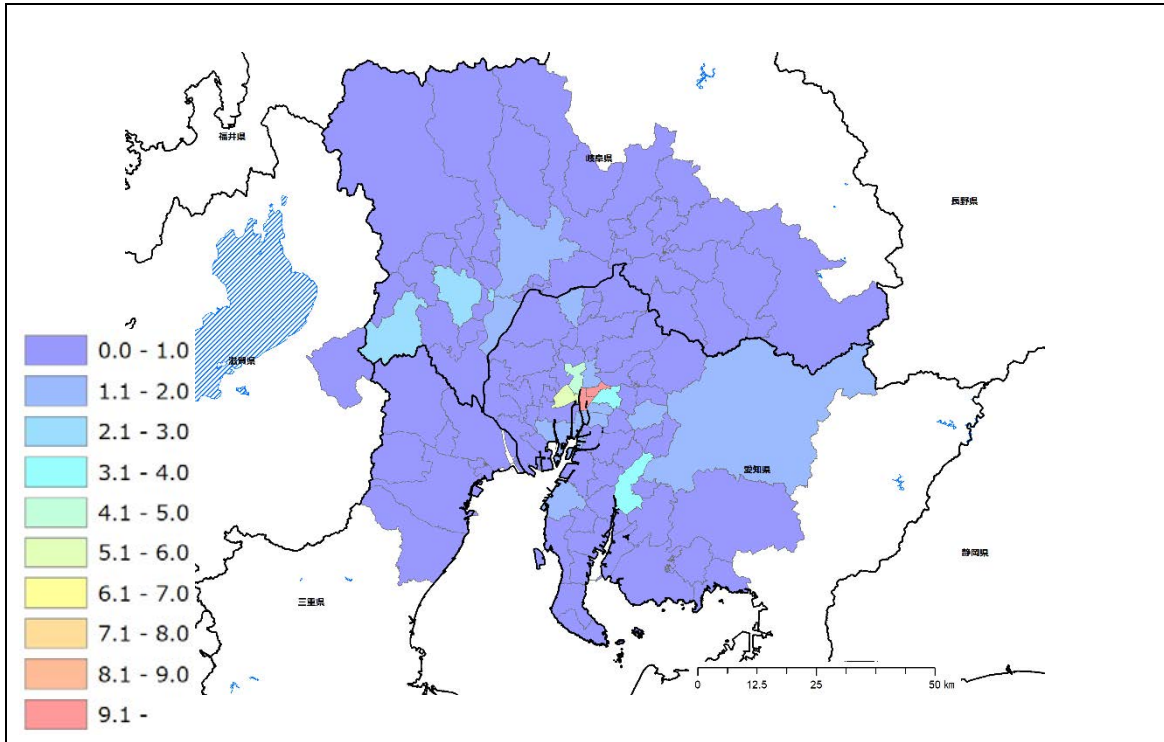 福井県
岐阜県
長野県
滋賀県
愛知県
静岡県
三重県
0.0 - 1.0
1.1 - 2.0
2.1 - 3.0
3.1 - 4.0
4.1 - 5.0
5.1 - 6.0
6.1 - 7.0
7.1 - 8.0
8.1 - 9.0
9.1 -
0 12.5 25 50 km